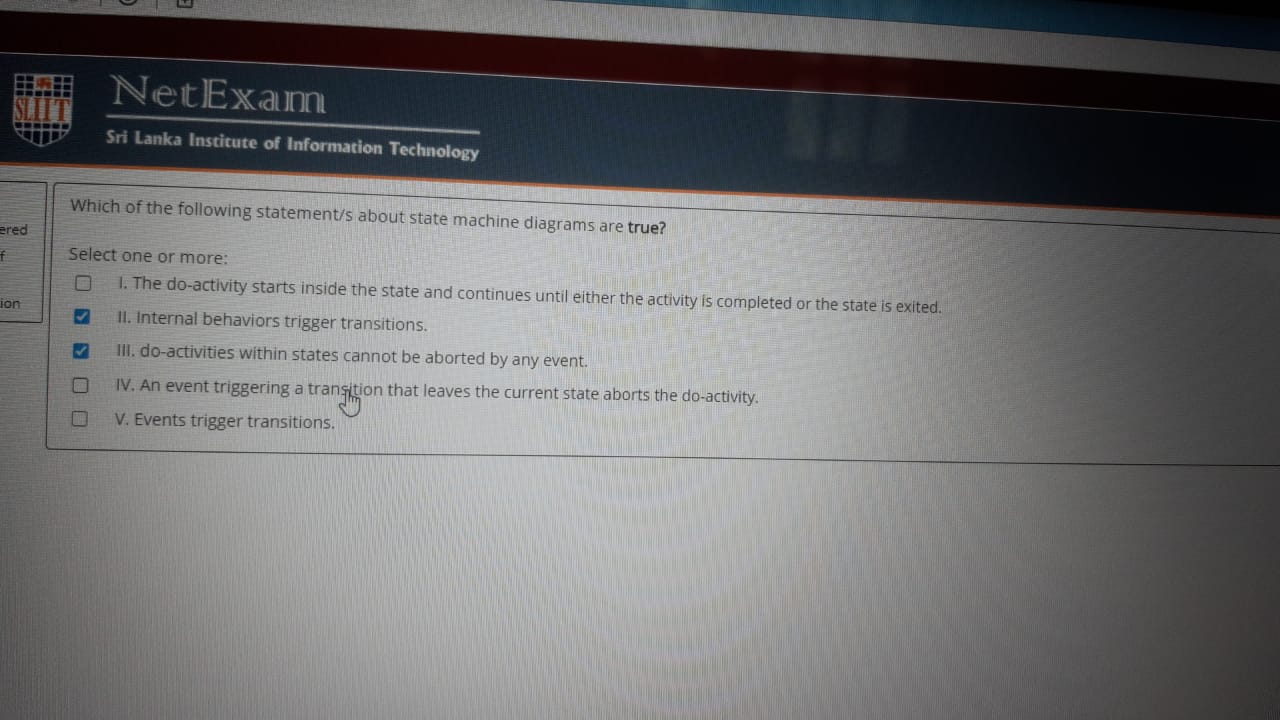 NetExam
SLIIT
Sri Lanka Institute of Information Technology
ered
f
ion
Which of the following statement/s about state machine diagrams are true?
Select one or more:
I. The do-activity starts inside the state and continues until either the activity is completed or the state is exited.
II. Internal behaviors trigger transitions.
III. do-activities within states cannot be aborted by any event.
IV. An event triggering a transition that leaves the current state aborts the do-activity.
V. Events trigger transitions.